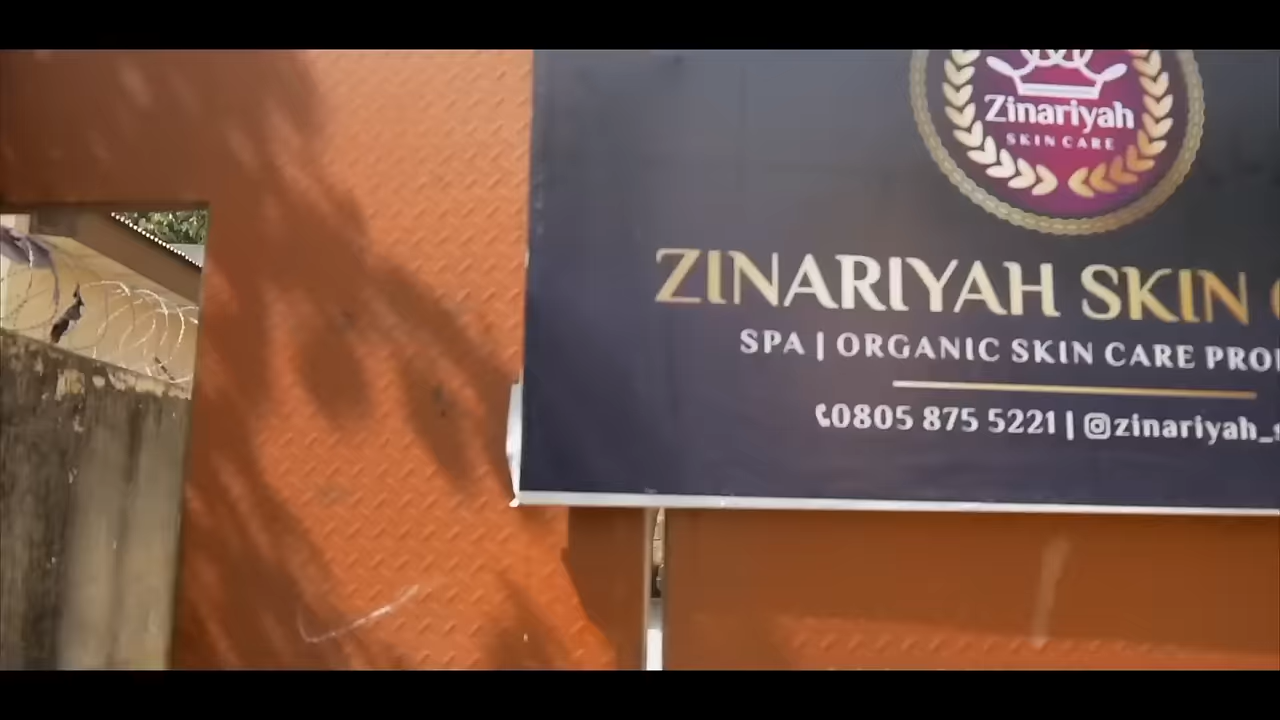 Zinariyah
SKIN CARE
ZINARIYAH SKIN
SPA | ORGANIC SKIN CARE
0805 875 5221 | zinariyah_